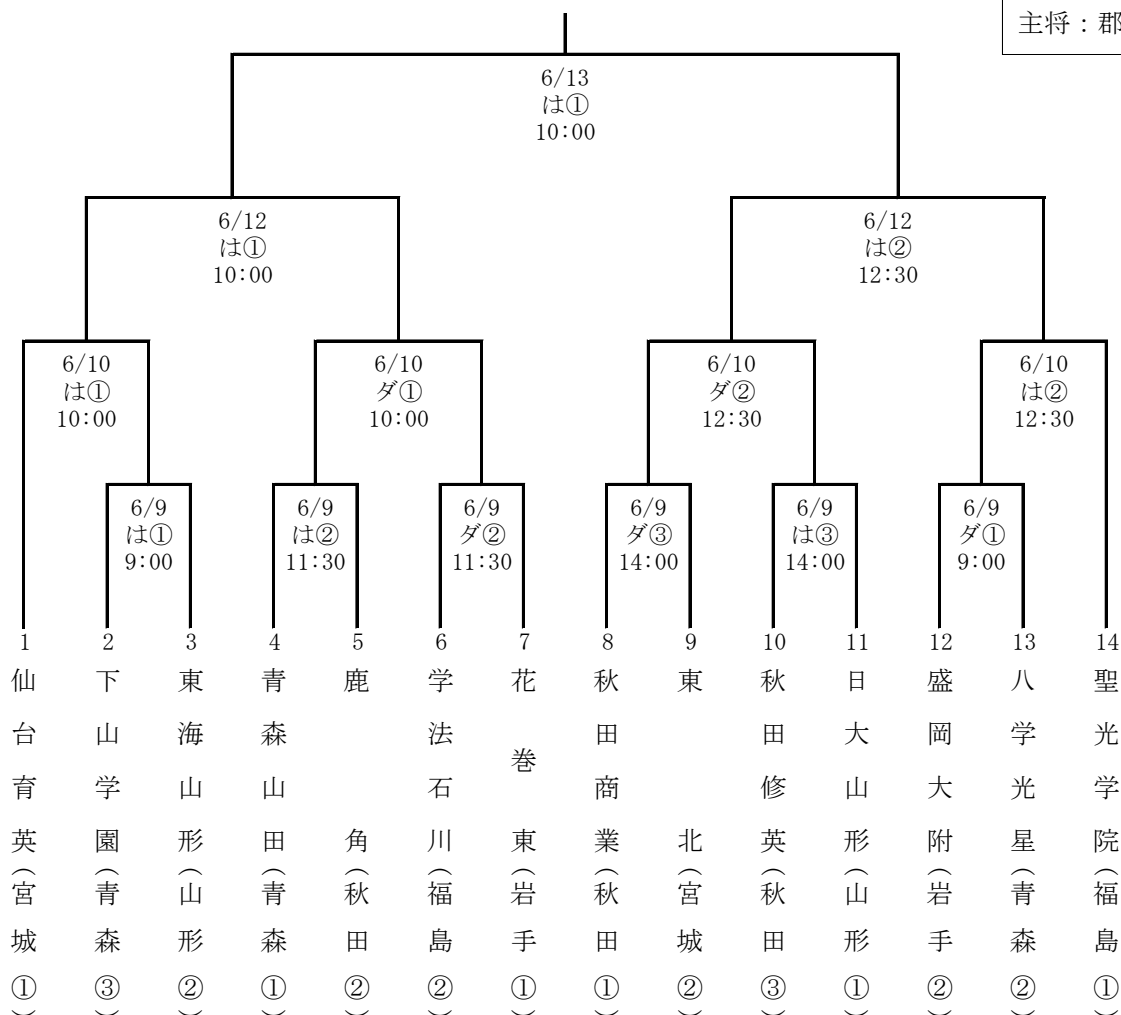 主将：郡
6/13
は①
10:00
6/12
は①
10:00
6/12
は②
12:30
6/10
は①
10:00
6/10
ダ①
10:00
6/10
ダ②
12:30
6/10
は②
12:30
6/9
は①
9:00
6/9
は②
11:30
6/9
ダ②
11:30
6/9
ダ③
14:00
6/9
は③
14:00
6/9
ダ①
9:00
1
仙台育英（宮城①）
2
下山学園（青森③）
3
東海山形（山形②）
4
青森山田（青森①）
5
鹿角（秋田②）
6
学法石川（福島②）
7
花巻東（岩手①）
8
秋田商業（秋田①）
9
東北（宮城②）
10
秋田修英（秋田③）
11
日大山形（山形①）
12
盛岡大附（岩手②）
13
八学光星（青森②）
14
聖光学院（福島①）